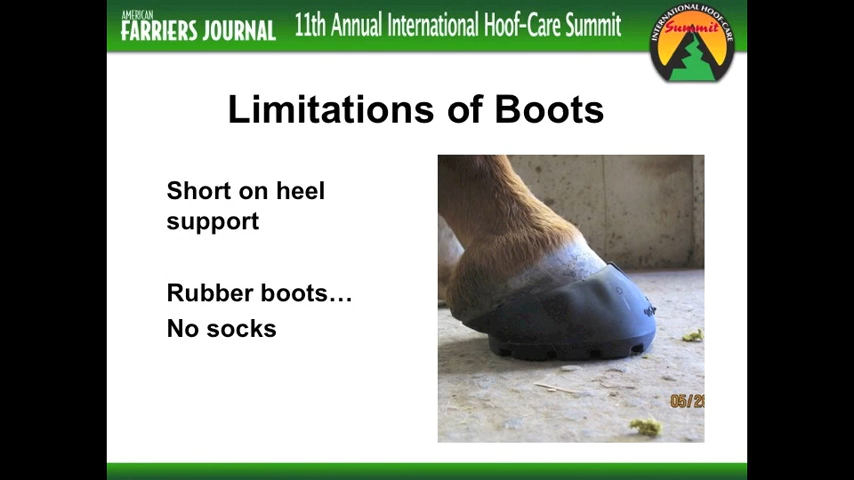 AMERICAN
FARRIERS JOURNAL
11th Annual International Hoof-Care Summit
INTERNATIONAL HOOF-CARE
Summit
Limitations of Boots
Short on heel
support
Rubber boots…
No socks
05/2